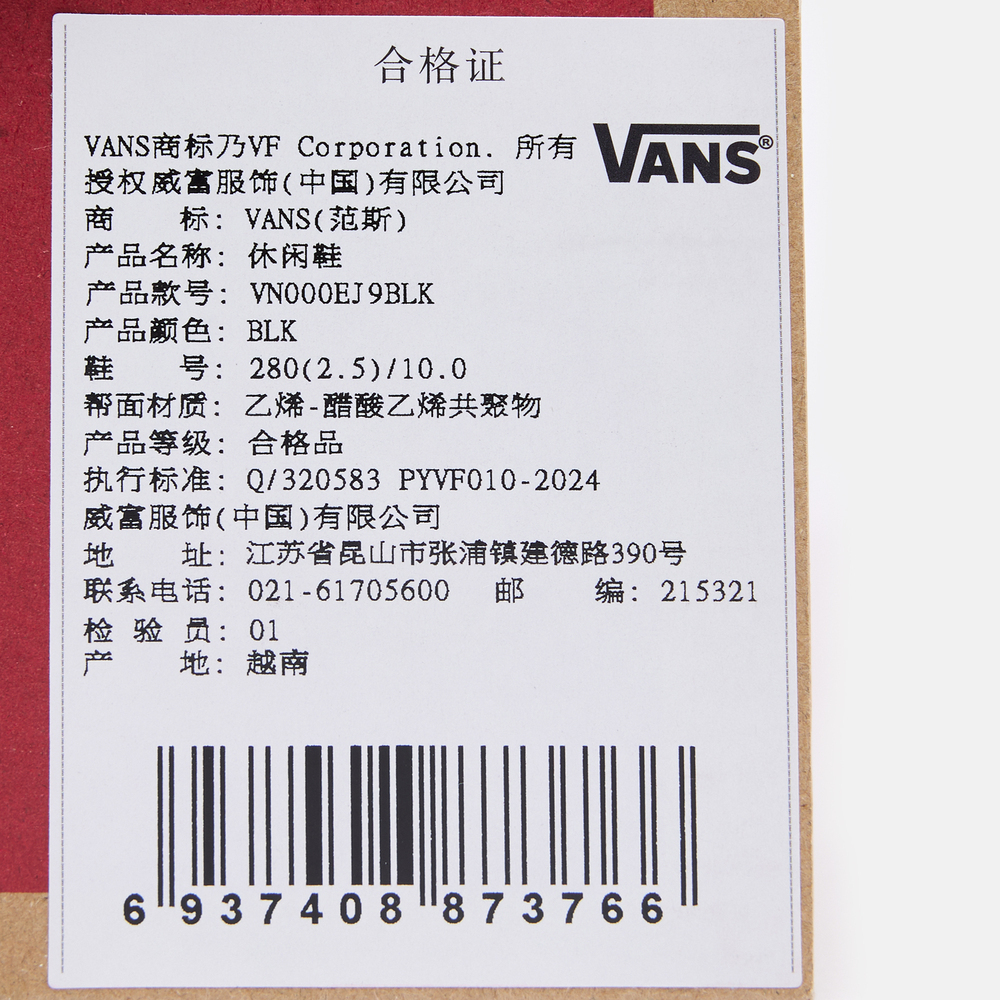 合格证
VANS商标乃VF Corporation. 所有
授权威富服饰(中国)有限公司
VANS®
商 标: VANS(范斯)
产品名称: 休闲鞋
产品款号: VN000EJ9BLK
产品颜色: BLK
鞋 号: 280(2.5)/10.0
帮面材质: 乙烯-醋酸乙烯共聚物
产品等级: 合格品
执行标准: Q/320583 PYVF010-2024
威富服饰(中国)有限公司
地 址: 江苏省昆山市张浦镇建德路390号
联系电话: 021-61705600 邮 编: 215321
检 验 员: 01
产 地: 越南
6 937408 873766